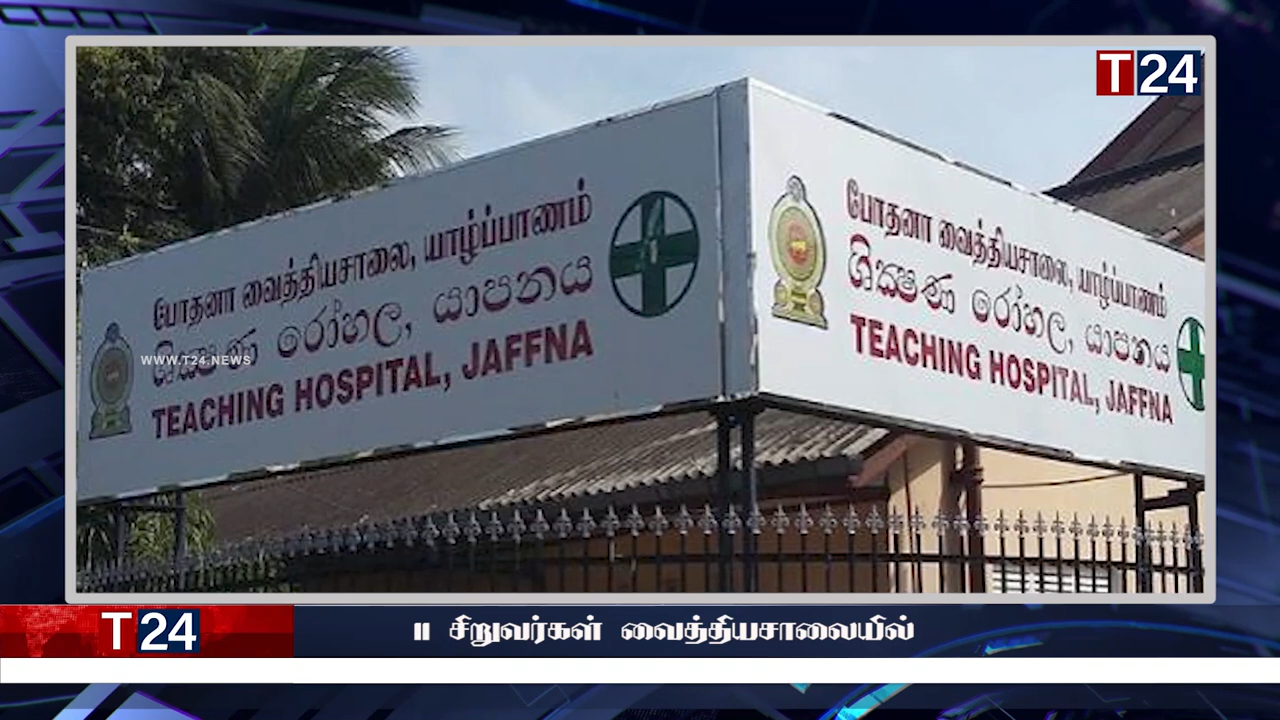 T24
போதனா வைத்தியசாலை, யாழ்ப்பாணம்
ශික්ෂණ රෝහල, යාපනය
TEACHING HOSPITAL, JAFFNA
WWW.T24.NEWS
போதனா வைத்தியசாலை, யாழ்ப்பாணம்
ශික්ෂණ රෝහල, යාපනය
TEACHING HOSPITAL, JAFFNA
T24
11 சிறுவர்கள் வைத்தியசாலையில்